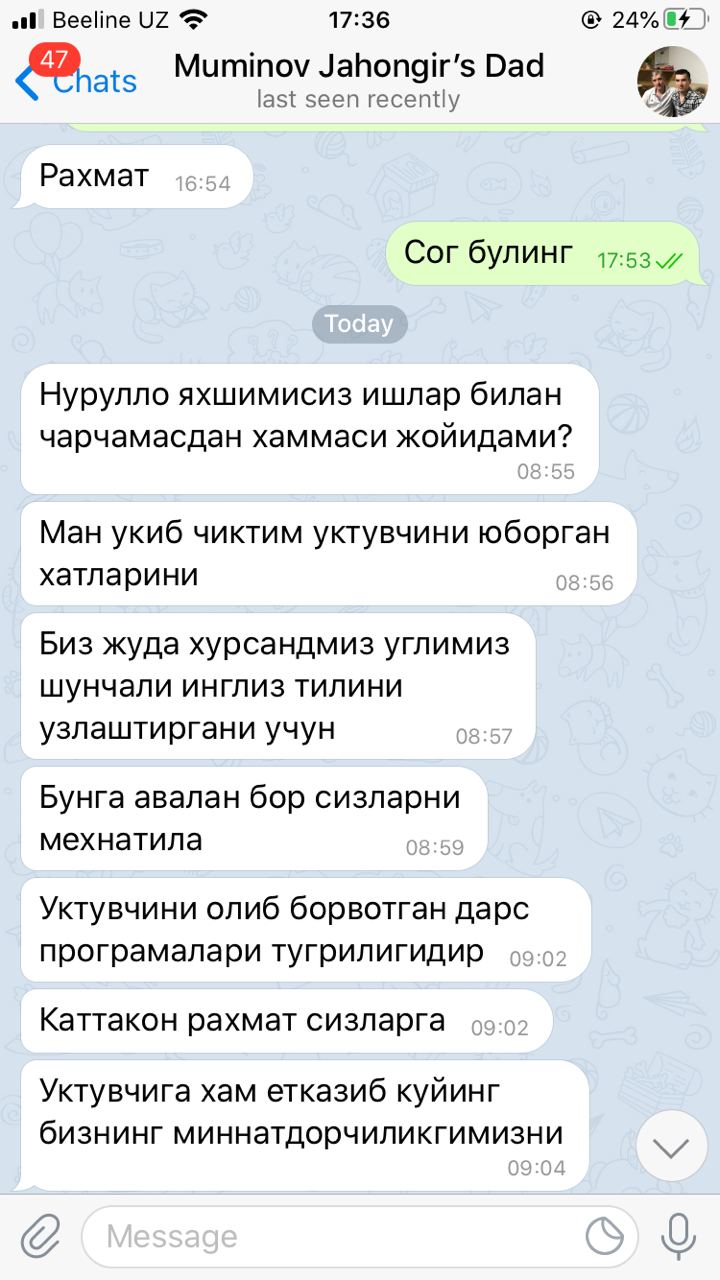 Beeline UZ
17:36
24%
47
Chats
Muminov Jahongir’s Dad
last seen recently
Рахмат 16:54
Сог булинг 17:53
Today
Нурулло яхшимисиз ишлар билан
чарчамасдан хаммаси жойидами?
08:55
Ман укиб чиктим уктувчини юборган
хатларини 08:56
Биз жуда хурсандмиз углимиз
шунчали инглиз тилини
узлаштиргани учун 08:57
Бунга авалан бор сизларни
мехнатила 08:59
Уктувчини олиб борвотган дарс
програмалари тугрилигидир 09:02
Каттакон рахмат сизларга 09:02
Уктувчига хам етказиб куйинг
бизнинг миннатдорчиликгимизни
09:04
Message